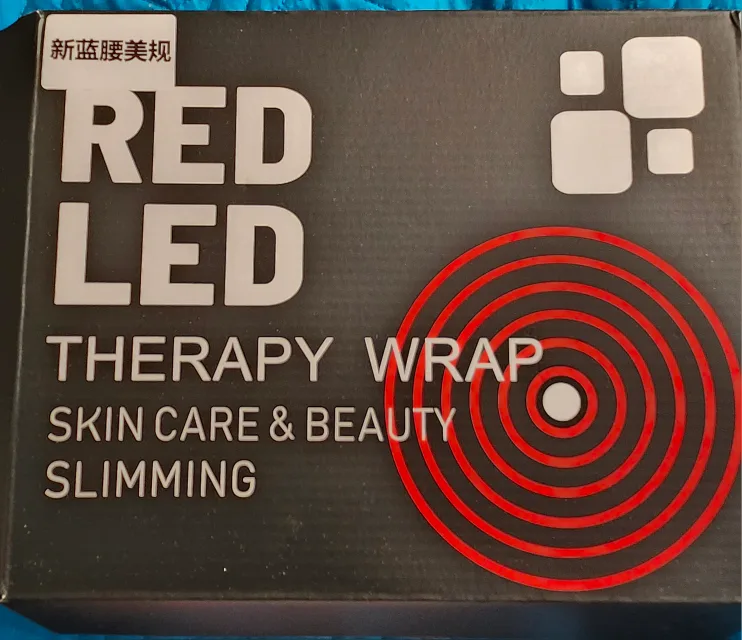 新蓝腰美规
RED
LED
THERAPY WRAP
SKIN CARE & BEAUTY
SLIMMING